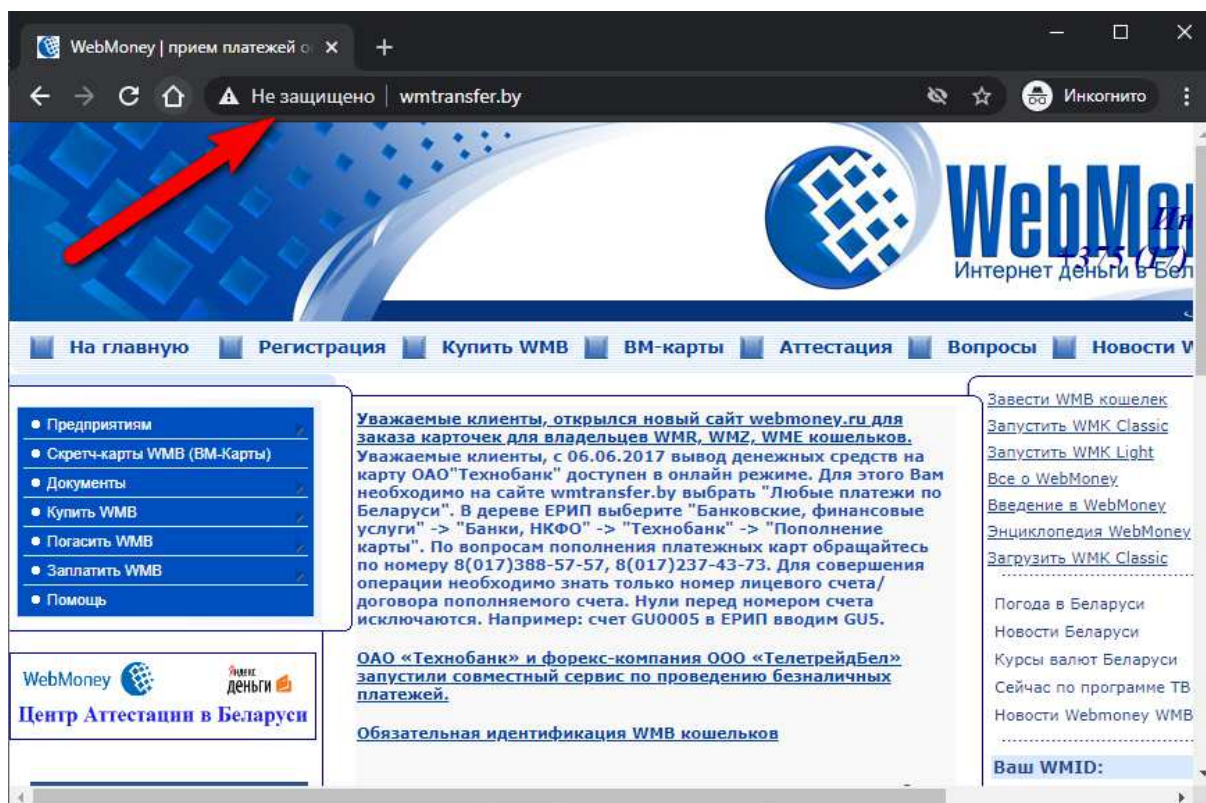 WebMoney | прием платежей о
Не защищено | wmtransfer.by
Инкогнито
WebMo
Ин
+375 (17)
Интернет деньги в Бел
На главную
Регистрация
Купить WMB
ВМ-карты
Аттестация
Вопросы
Новости W
Предприятиям
Скретч-карты WMB (ВМ-Карты)
Документы
Купить WMB
Погасить WMB
Заплатить WMB
Помощь
WebMoney
Яндекс
деньги
Центр Аттестации в Беларуси
Уважаемые клиенты, открылся новый сайт webmoney.ru для
заказа карточек для владельцев WMR, WMZ, WME кошельков.
Уважаемые клиенты, с 06.06.2017 вывод денежных средств на
карту ОАО"Технобанк" доступен в онлайн режиме. Для этого Вам
необходимо на сайте wmtransfer.by выбрать "Любые платежи по
Беларуси". В дереве ЕРИП выберите "Банковские, финансовые
услуги" -> "Банки, НКФО" -> "Технобанк" -> "Пополнение
карты". По вопросам пополнения платежных карт обращайтесь
по номеру 8(017)388-57-57, 8(017)237-43-73. Для совершения
операции необходимо знать только номер лицевого счета/
договора пополняемого счета. Нули перед номером счета
исключаются. Например: счет GU0005 в ЕРИП вводим GU5.
ОАО «Технобанк» и форекс-компания ООО «ТелетрейдБел»
запустили совместный сервис по проведению безналичных
платежей.
Обязательная идентификация WMB кошельков
Завести WMB кошелек
Запустить WMK Classic
Запустить WMK Light
Все о WebMoney
Введение в WebMoney
Энциклопедия WebMoney
Загрузить WMK Classic
Погода в Беларуси
Новости Беларуси
Курсы валют Беларуси
Сейчас по программе ТВ
Новости Webmoney WMB
Ваш WMID: